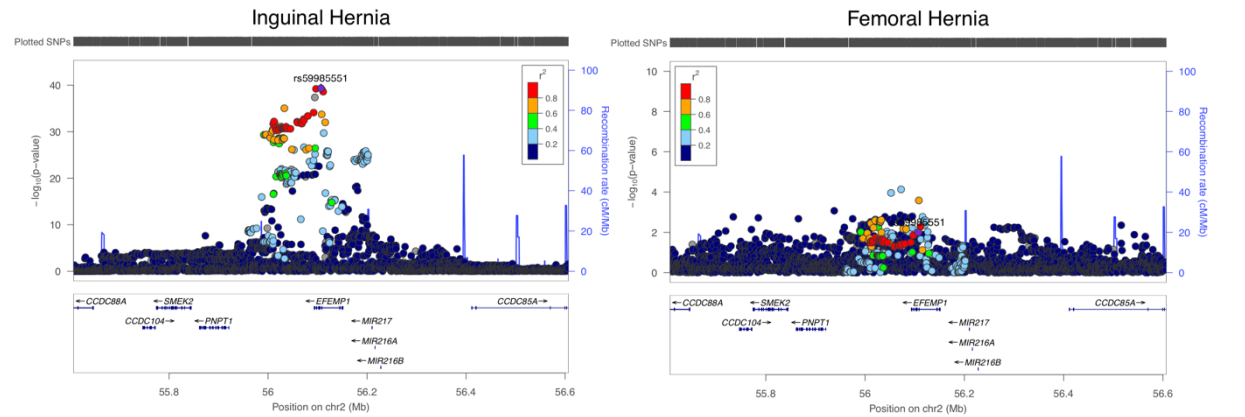 Inguinal Hernia
Plotted SNPs
rs59985551
r2
0.8
0.6
0.4
0.2
40
30
20
10
0
− log10(p−value)
100
80
60
40
20
0
Recombination rate (cM/Mb)
←CCDC88A
←SMEK2
←EFEMP1
CCDC85A→
CCDC104→
←PNPT1
←MIR217
←MIR216A
←MIR216B
55.8
56
56.2
56.4
56.6
Position on chr2 (Mb)
Femoral Hernia
Plotted SNPs
rs59985551
r2
0.8
0.6
0.4
0.2
10
8
6
4
2
0
− log10(p−value)
100
80
60
40
20
0
Recombination rate (cM/Mb)
←CCDC88A
←SMEK2
←EFEMP1
CCDC85A→
CCDC104→
←PNPT1
←MIR217
←MIR216A
←MIR216B
55.8
56
56.2
56.4
56.6
Position on chr2 (Mb)